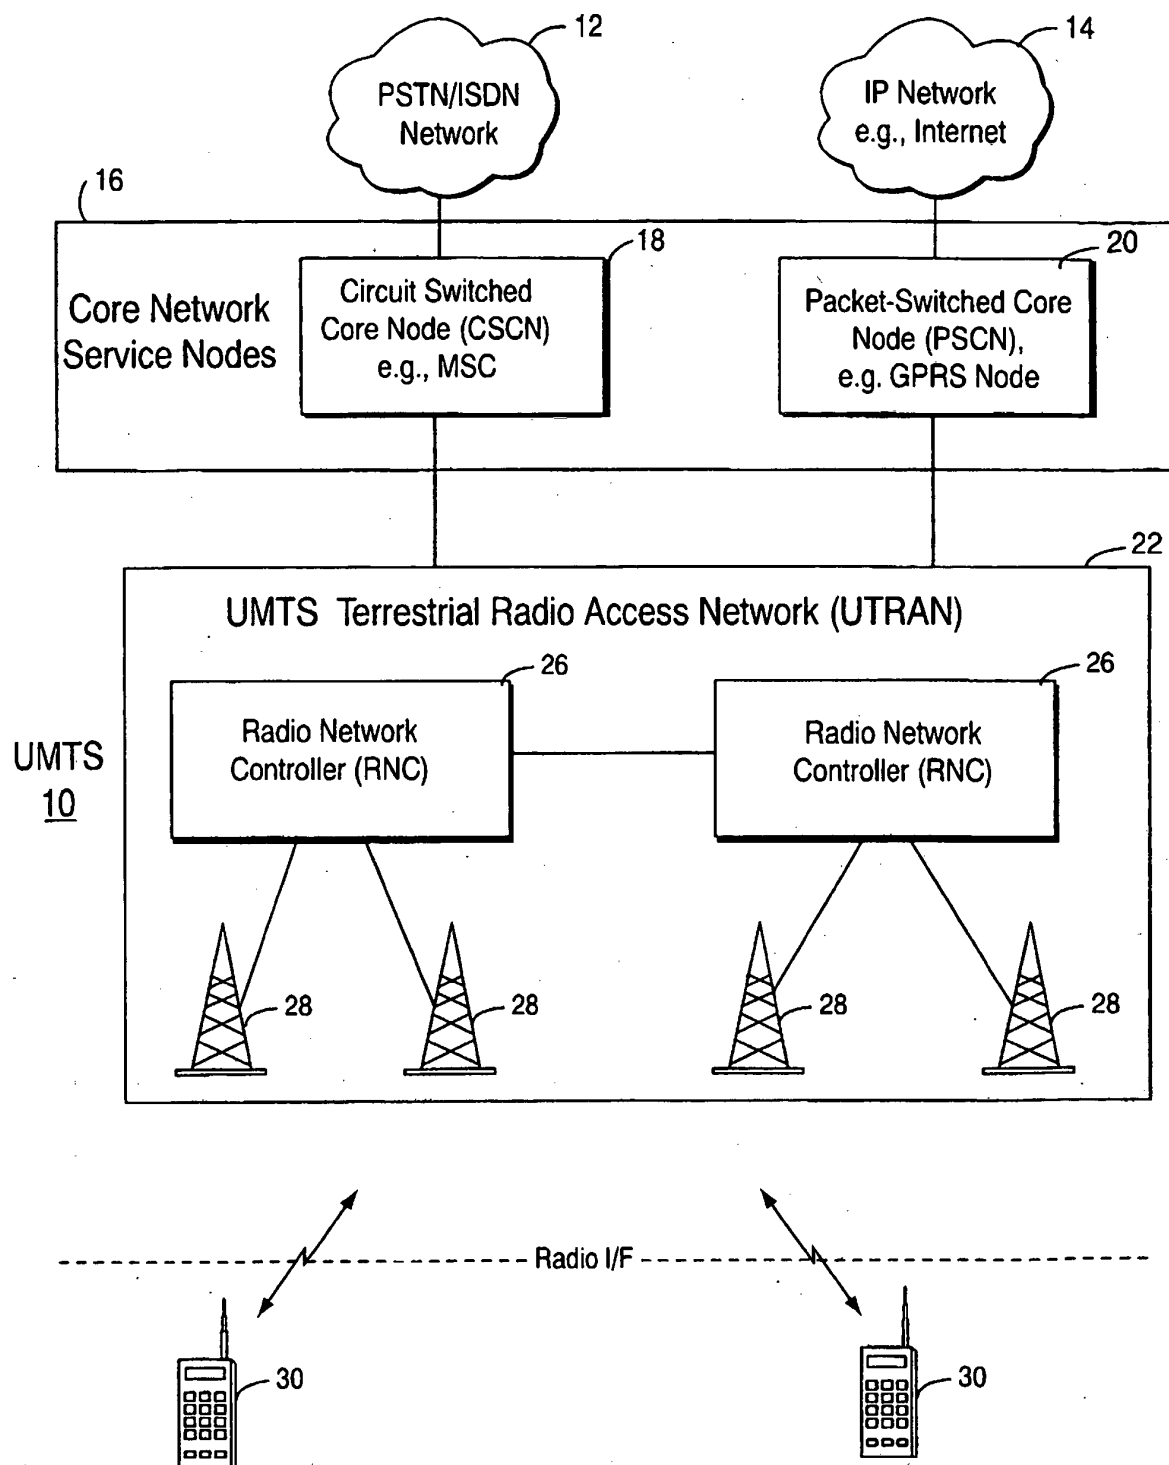 12
14
PSTN/ISDN
Network
IP Network
e.g., Internet
16
18
20
Core Network
Service Nodes
Circuit Switched
Core Node (CSCN)
e.g., MSC
Packet-Switched Core
Node (PSCN),
e.g. GPRS Node
22
UMTS Terrestrial Radio Access Network (UTRAN)
26
26
Radio Network
Controller (RNC)
Radio Network
Controller (RNC)
UMTS
10
28
28
28
28
Radio I/F
30
30